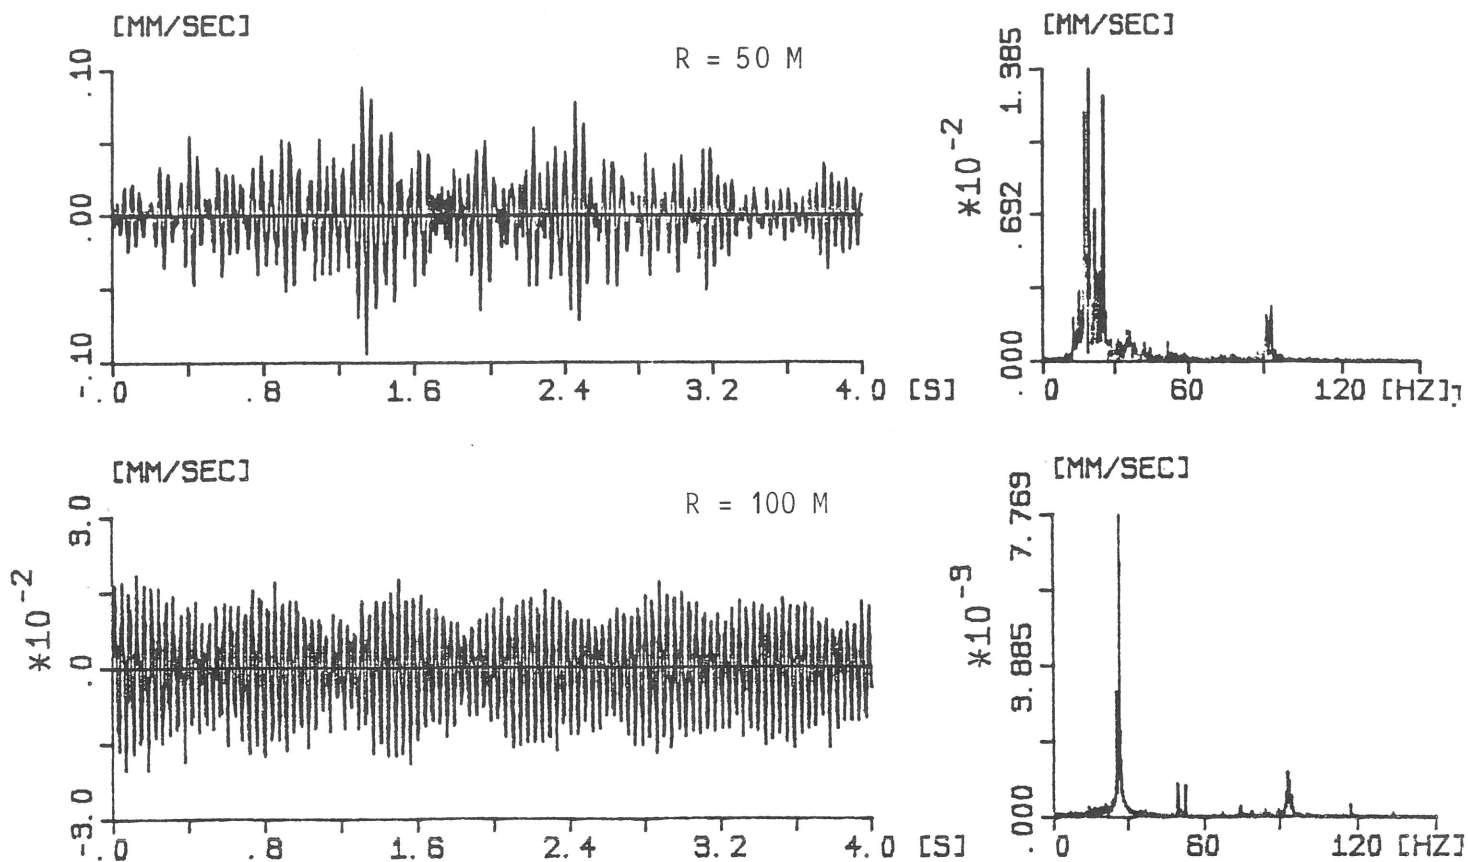 [MM/SEC]
R = 50 M
.10
.00
-.10
-.0 .8 1.6 2.4 3.2 4.0 [S]
[MM/SEC]
*10-2
1.385
.692
.000
0 60 120 [HZ]
[MM/SEC]
R = 100 M
*10-2
3.0
.0
-3.0
-.0 .8 1.6 2.4 3.2 4.0 [S]
[MM/SEC]
*10-3
7.769
3.885
.000
.0 60 120 [HZ]